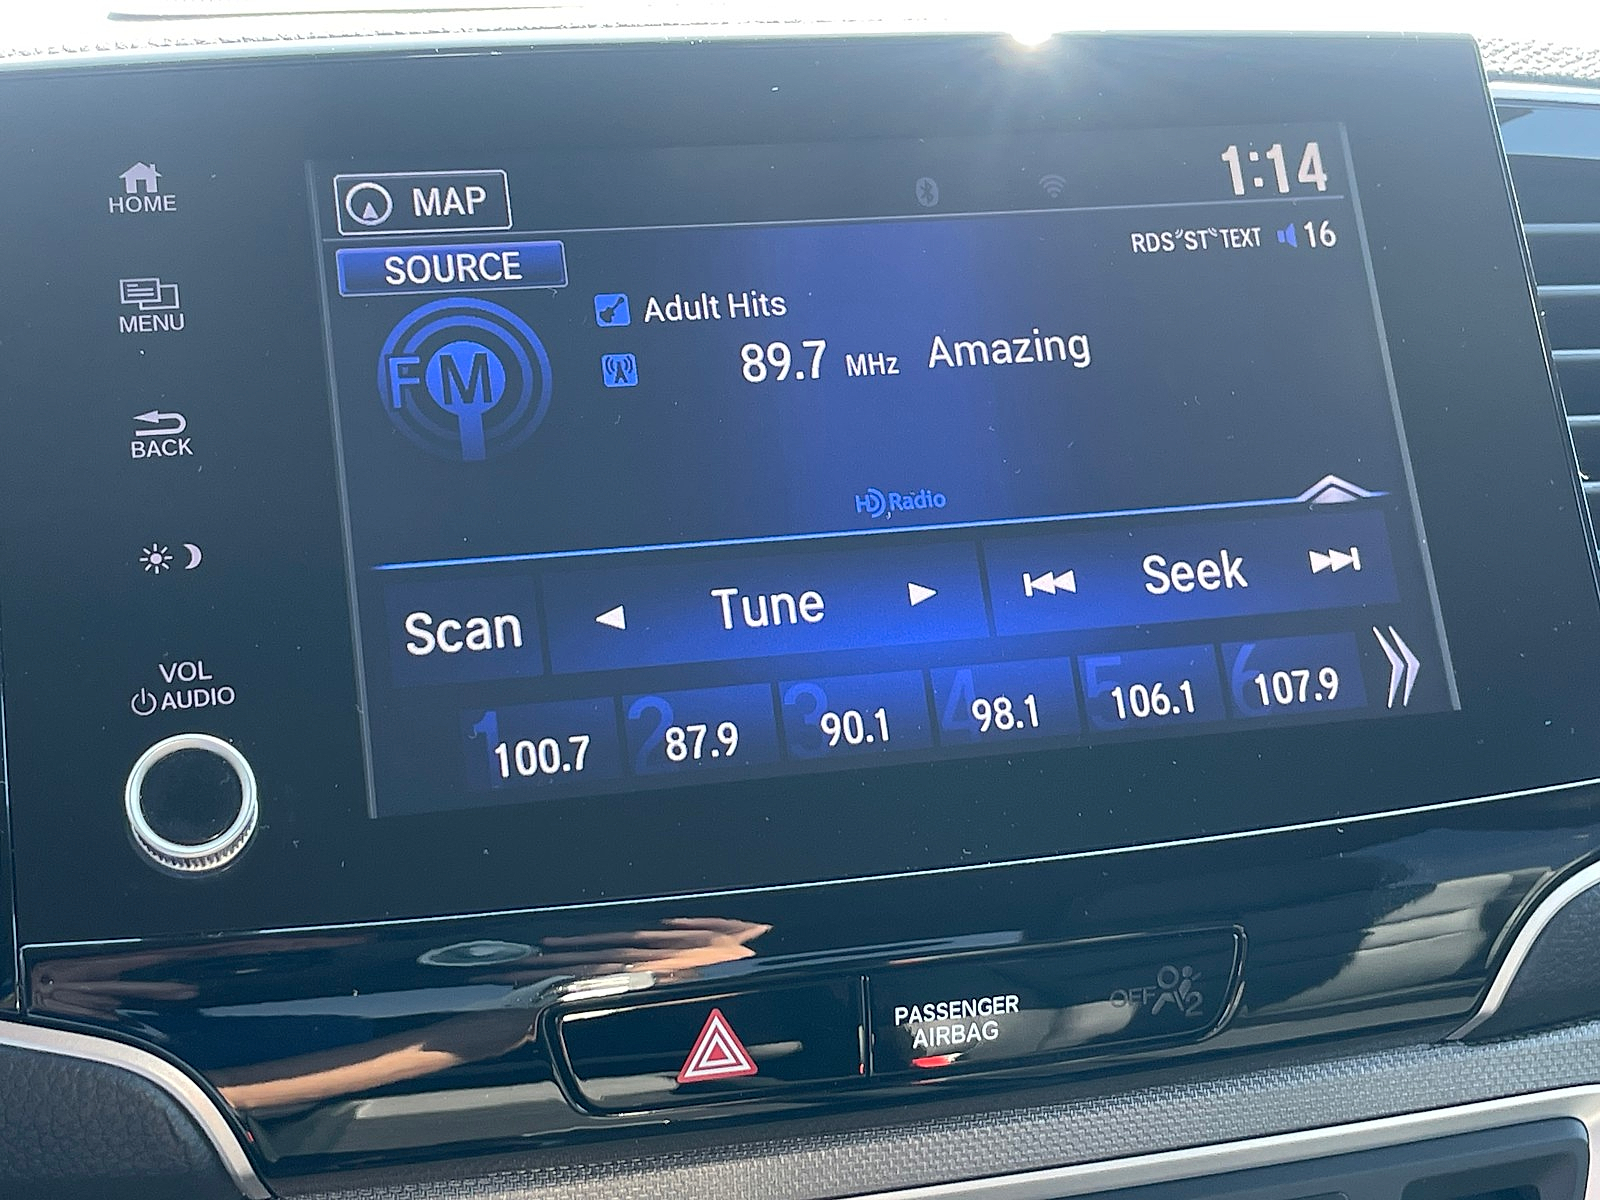 HOME
MENU
BACK
VOL
AUDIO
MAP
1:14
SOURCE
RDS ST TEXT 16
FM
Adult Hits
89.7 MHz Amazing
HD Radio
Scan Tune Seek
1 2 3 4 5 6
100.7 87.9 90.1 98.1 106.1 107.9
PASSENGER
AIRBAG
OFF 2